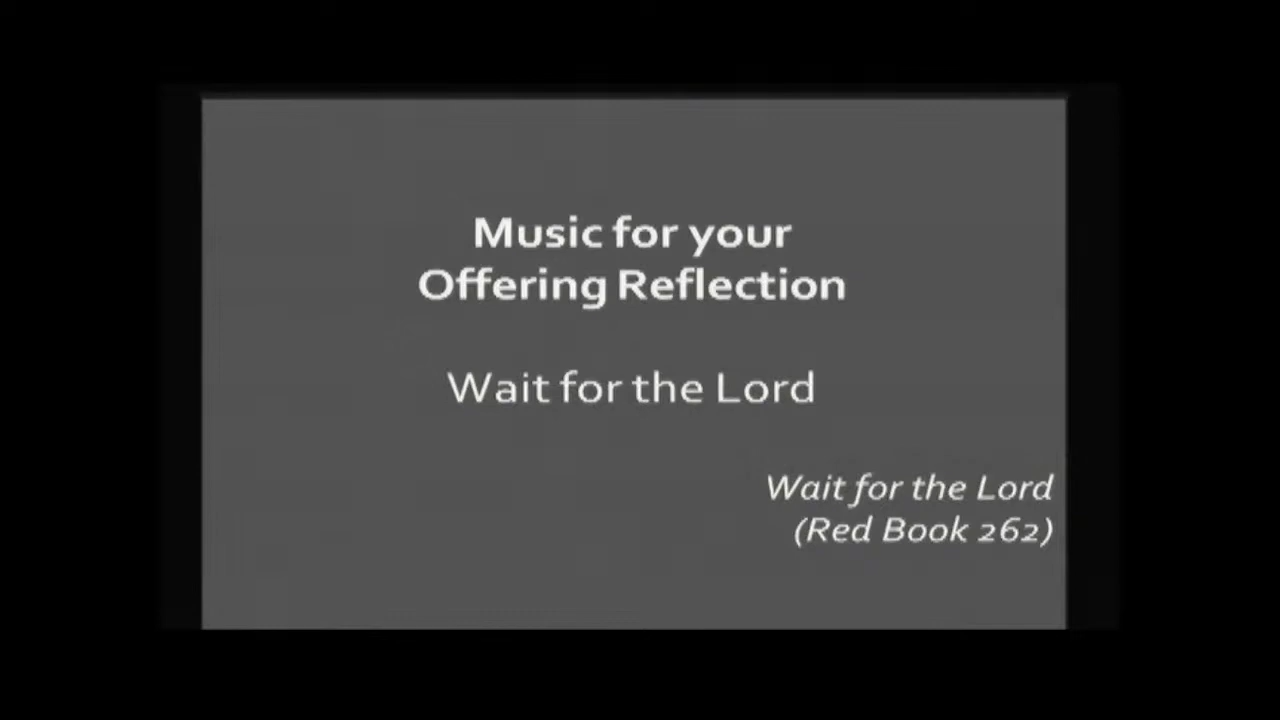 Music for your
Offering Reflection
Wait for the Lord
Wait for the Lord
(Red Book 262)